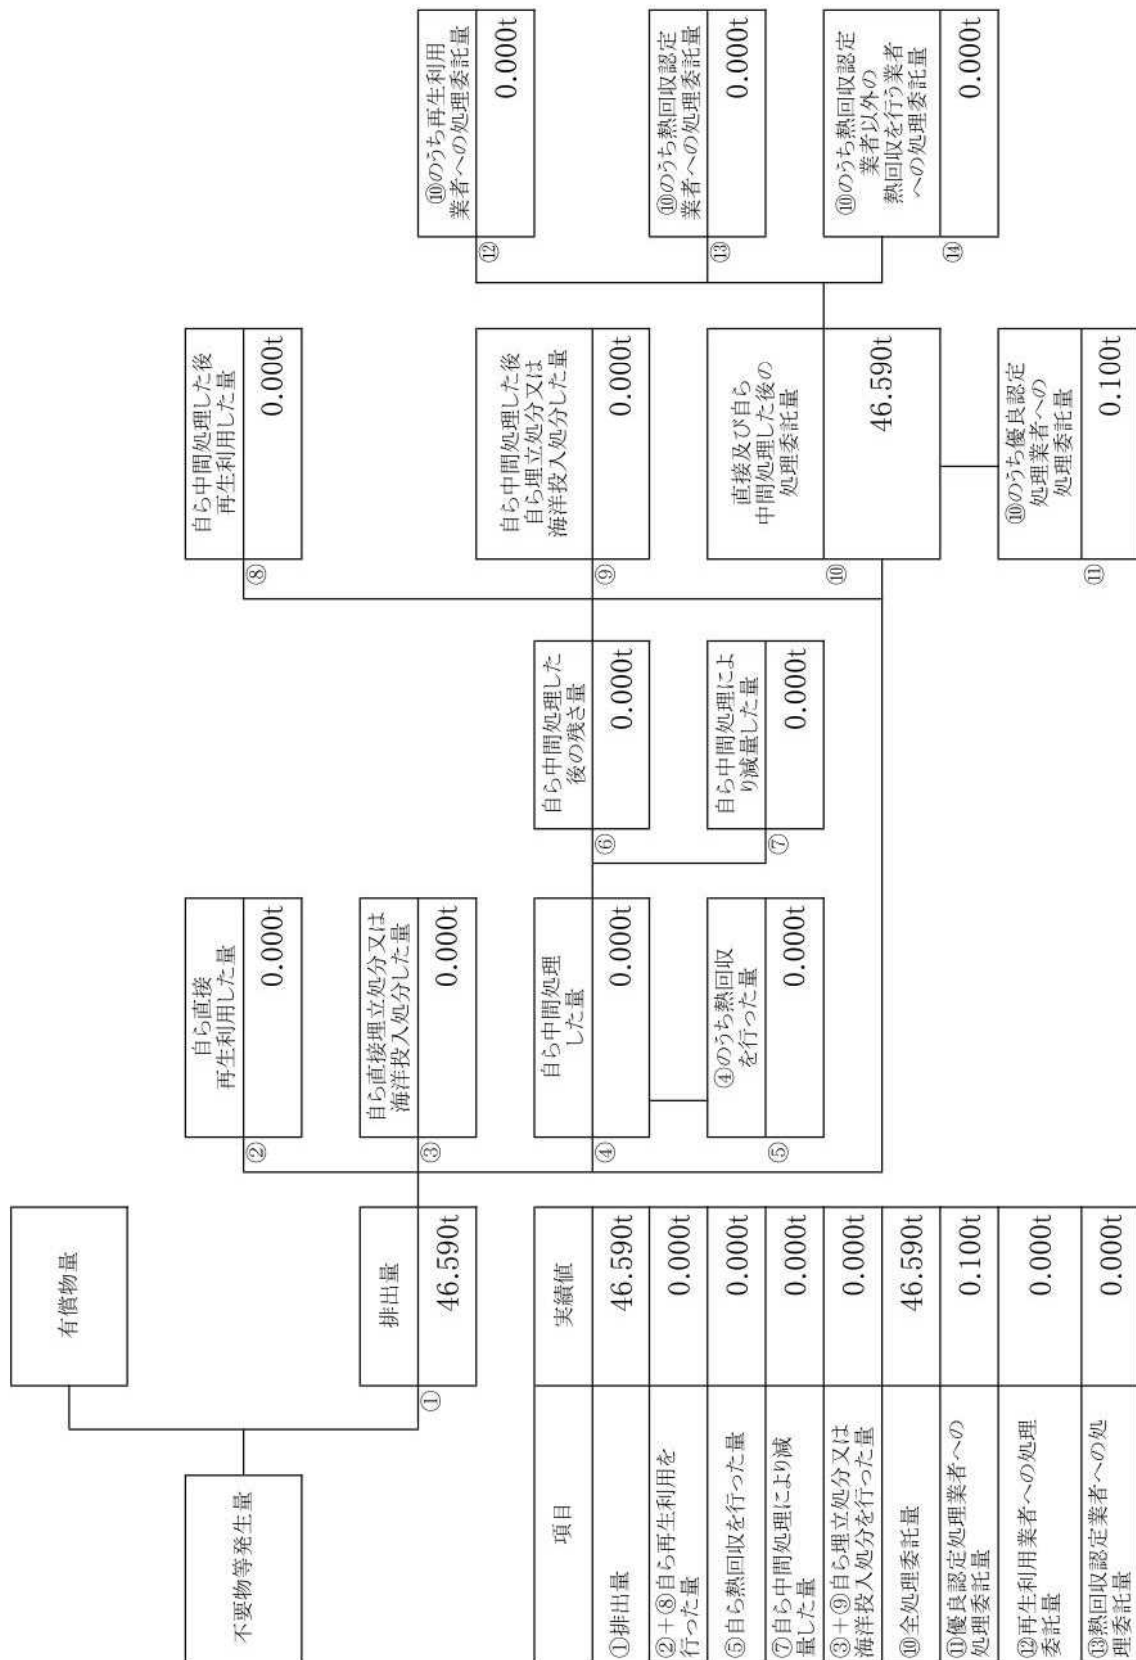 有償物量
不要物等発生量
排出量
①
46.590t
自ら直接
再生利用した量
②
0.000t
自ら直接埋立処分又は
海洋投入処分した量
③
0.000t
自ら中間処理
した量
④
0.000t
④のうち熱回収
を行った量
⑤
0.000t
自ら中間処理した
後の残さ量
⑥
0.000t
自ら中間処理によ
り減量した量
⑦
0.000t
自ら中間処理した後
再生利用した量
⑧
0.000t
自ら中間処理した後
自ら埋立処分又は
海洋投入処分した量
⑨
0.000t
直接及び自ら
中間処理した後の
処理委託量
⑩
46.590t
⑩のうち優良認定
処理業者への
処理委託量
⑪
0.100t
⑩のうち再生利用
業者への処理委託量
⑫
0.000t
⑩のうち熱回収認定
業者への処理委託量
⑬
0.000t
⑩のうち熱回収認定
業者以外の
熱回収を行う業者
への処理委託量
⑭
0.000t
項目 実績値
①排出量 46.590t
②+⑧自ら再生利用を
行った量 0.000t
⑤自ら熱回収を行った量 0.000t
⑦自ら中間処理により減
量した量 0.000t
③+⑨自ら埋立処分又は
海洋投入処分を行った量 0.000t
⑩全処理委託量 46.590t
⑪優良認定処理業者への
処理委託量 0.100t
⑫再生利用業者への処理
委託量 0.000t
⑬熱回収認定業者への処
理委託量 0.000t